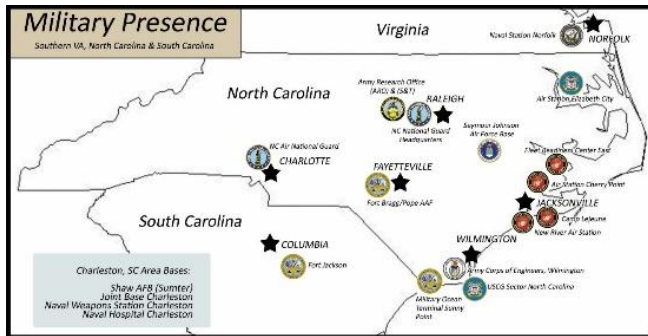 Military Presence
Southern VA, North Carolina & South Carolina
Virginia
Naval Station Norfolk
NORFOLK
North Carolina
Army Research Office
(ARO) & (S&T)
RALEIGH
NC National Guard
Headquarters
Air Station, Elizabeth City
Seymour Johnson
Air Force Base
NC Air National Guard
CHARLOTTE
FAYETTEVILLE
Fort Bragg/Pope AAF
Fleet Readiness Center East
Air Station Cherry Point
JACKSONVILLE
Camp Lejeune
New River Air Station
South Carolina
COLUMBIA
Fort Jackson
WILMINGTON
Army Corps of Engineers, Wilmington
USCG Sector North Carolina
Military Ocean
Terminal Sunny
Point
Charleston, SC Area Bases:
Shaw AFB (Sumter)
Joint Base Charleston
Naval Weapons Station Charleston
Naval Hospital Charleston